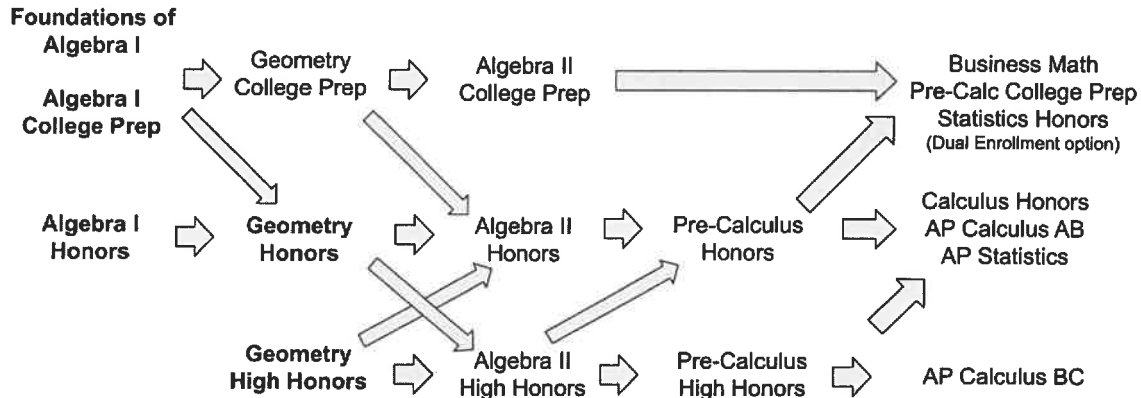 Foundations of
Algebra I
Algebra I
College Prep
Geometry
College Prep
Algebra II
College Prep
Business Math
Pre-Calc College Prep
Statistics Honors
(Dual Enrollment option)
Algebra I
Honors
Geometry
Honors
Algebra II
Honors
Pre-Calculus
Honors
Calculus Honors
AP Calculus AB
AP Statistics
Geometry
High Honors
Algebra II
High Honors
Pre-Calculus
High Honors
AP Calculus BC